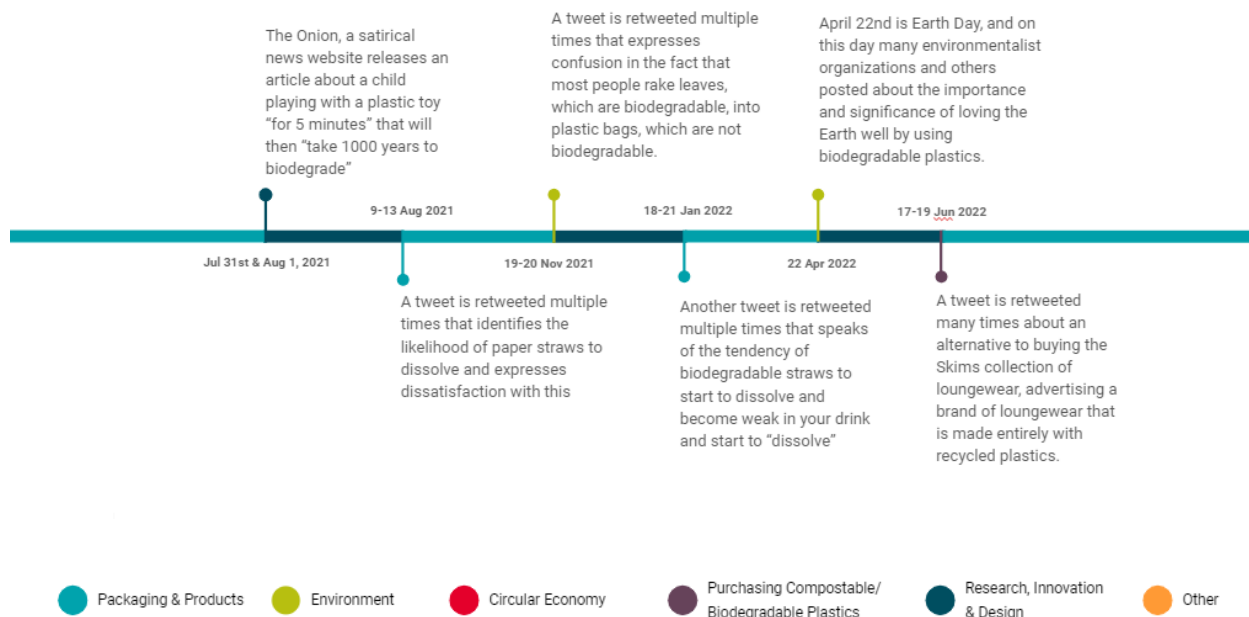 The Onion, a satirical
news website releases an
article about a child
playing with a plastic toy
“for 5 minutes” that will
then “take 1000 years to
biodegrade”
A tweet is retweeted multiple
times that expresses
confusion in the fact that
most people rake leaves,
which are biodegradable, into
plastic bags, which are not
biodegradable.
April 22nd is Earth Day, and on
this day many environmentalist
organizations and others
posted about the importance
and significance of loving the
Earth well by using
biodegradable plastics.
9-13 Aug 2021
18-21 Jan 2022
17-19 Jun 2022
Jul 31st & Aug 1, 2021
19-20 Nov 2021
22 Apr 2022
A tweet is retweeted multiple
times that identifies the
likelihood of paper straws to
dissolve and expresses
dissatisfaction with this
Another tweet is retweeted
multiple times that speaks
of the tendency of
biodegradable straws to
start to dissolve and
become weak in your drink
and start to “dissolve”
A tweet is retweeted
many times about an
alternative to buying the
Skims collection of
loungewear, advertising a
brand of loungewear that
is made entirely with
recycled plastics.
Packaging & Products
Environment
Circular Economy
Purchasing Compostable/
Biodegradable Plastics
Research, Innovation
& Design
Other